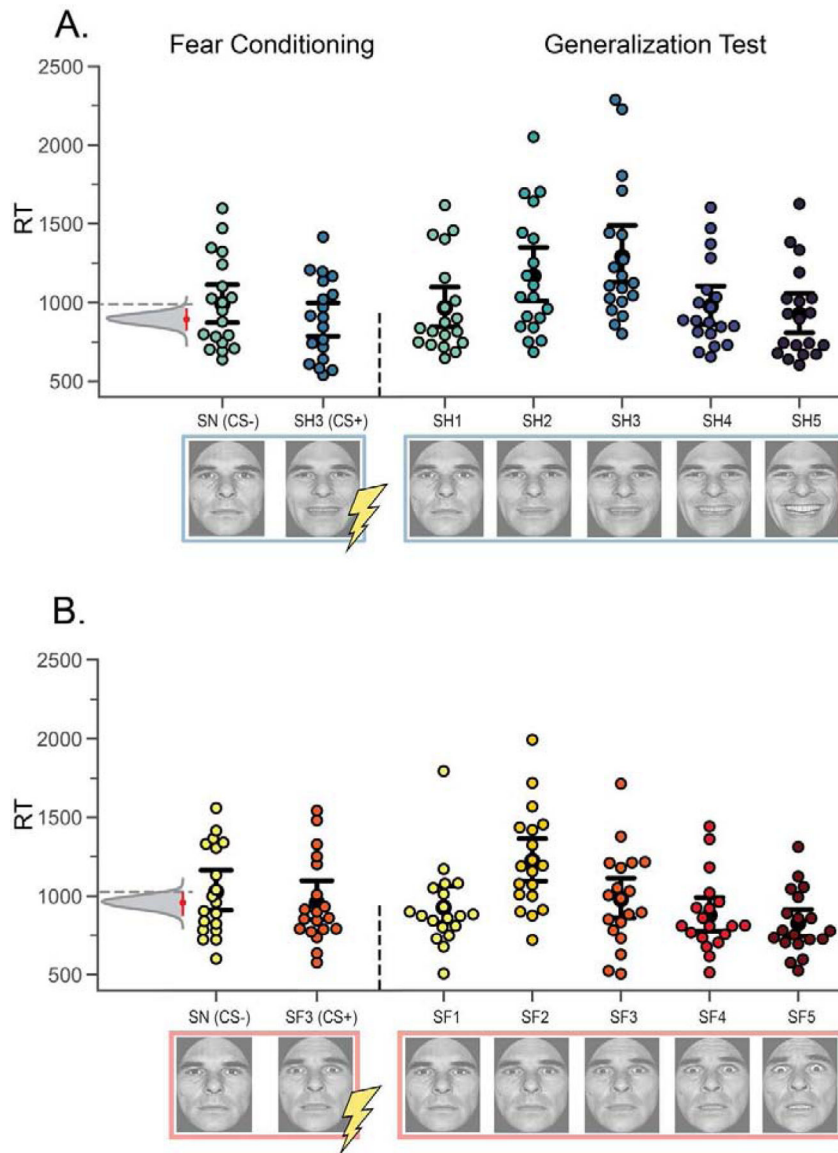 A.
Fear Conditioning Generalization Test
2500
2000
1500
1000
500
RT
SN (CS-) SH3 (CS+) SH1 SH2 SH3 SH4 SH5
B.
2500
2000
1500
1000
500
RT
SN (CS-) SF3 (CS+) SF1 SF2 SF3 SF4 SF5